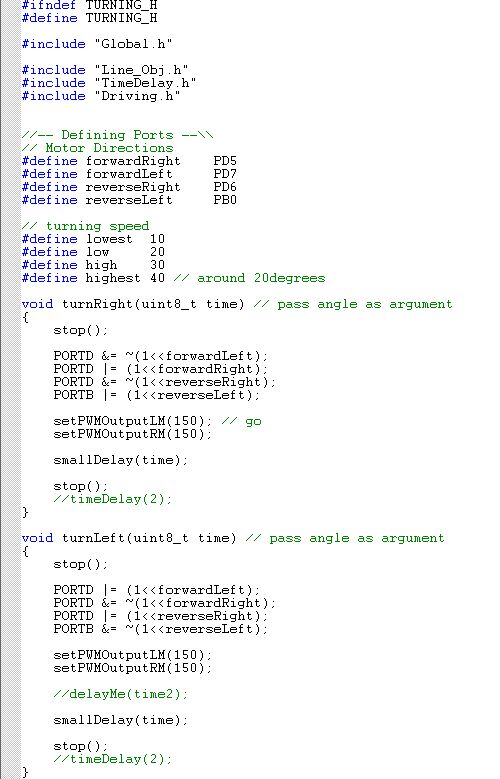 #ifndef TURNING_H
#define TURNING_H
#include "Global.h"
#include "Line_Obj.h"
#include "TimeDelay.h"
#include "Driving.h"
//-- Defining Ports --\\
// Motor Directions
#define forwardRight    PD5
#define forwardLeft     PD7
#define reverseRight    PD6
#define reverseLeft     PB0
// turning speed
#define lowest  10
#define low     20
#define high    30
#define highest 40 // around 20degrees
void turnRight(uint8_t time) // pass angle as argument
{
    stop();
    PORTD &= ~(1<<forwardLeft);
    PORTD |= (1<<forwardRight);
    PORTD &= ~(1<<reverseRight);
    PORTB |= (1<<reverseLeft);
    setPWMOutputLM(150); // go
    setPWMOutputRM(150);
    smallDelay(time);
    stop();
    //timeDelay(2);
}
void turnLeft(uint8_t time) // pass angle as argument
{
    stop();
    PORTD |= (1<<forwardLeft);
    PORTD &= ~(1<<forwardRight);
    PORTD |= (1<<reverseRight);
    PORTB &= ~(1<<reverseLeft);
    setPWMOutputLM(150);
    setPWMOutputRM(150);
    //delayMe(time2);
    smallDelay(time);
    stop();
    //timeDelay(2);
}